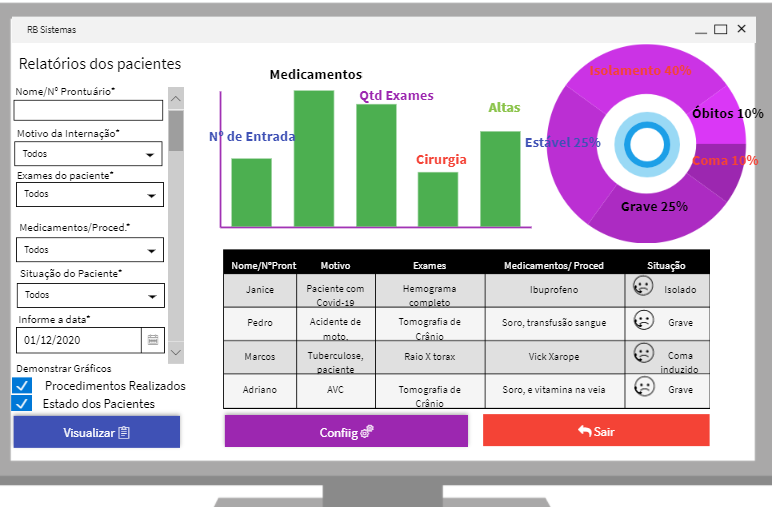 RB Sistemas
Relatórios dos pacientes
Nome/Nº Prontuário*
Motivo da Internação*
Todos
Exames do paciente*
Todos
Medicamentos/Proced.*
Todos
Situação do Paciente*
Todos
Informe a data*
01/12/2020
Demonstrar Gráficos
Procedimentos Realizados
Estado dos Pacientes
Visualizar
Medicamentos
Qtd Exames
Altas
Nº de Entrada
Cirurgia
Isolamento 40%
Óbitos 10%
Estável 25%
Coma 10%
Grave 25%
Nome/NºPront Motivo Exames Medicamentos/ Proced Situação
Janice Paciente com Covid-19 Hemograma completo Ibuprofeno Isolado
Pedro Acidente de moto. Tomografia de Crânio Soro, transfusão sangue Grave
Marcos Tuberculose, paciente Raio X torax Vick Xarope Coma induzido
Adriano AVC Tomografia de Crânio Soro, e vitamina na veia Grave
Confiig
Sair